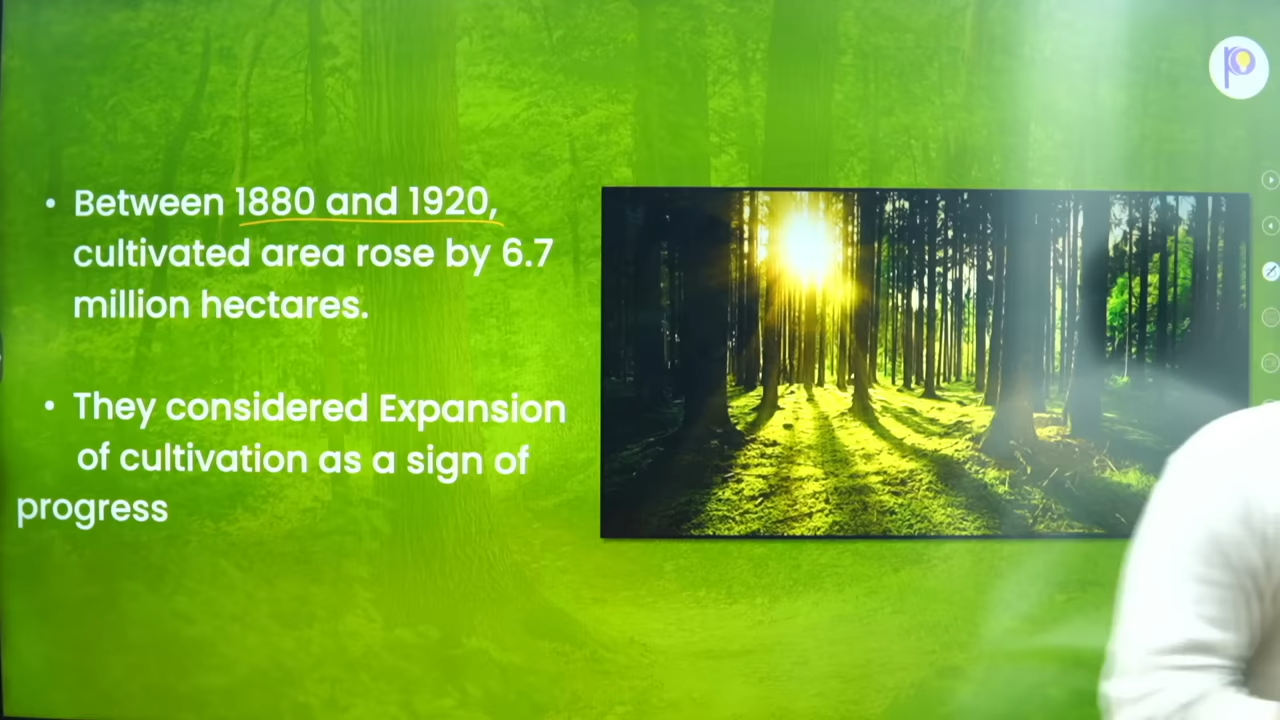 • Between 1880 and 1920,
cultivated area rose by 6.7
million hectares.
• They considered Expansion
of cultivation as a sign of
progress